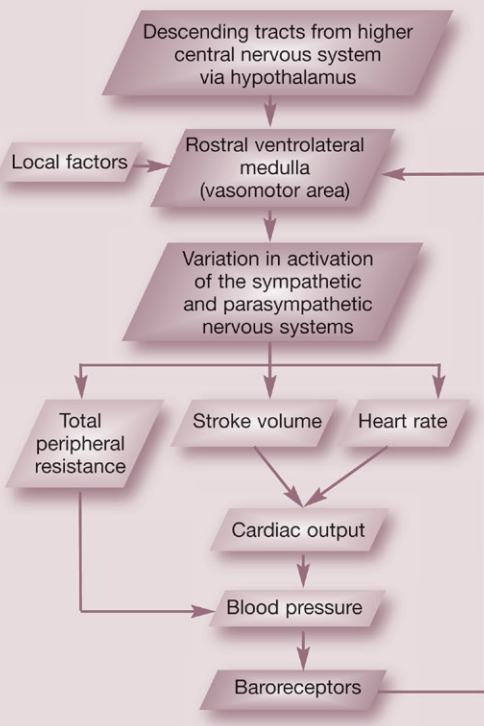 Descending tracts from higher
central nervous system
via hypothalamus
Local factors
Rostral ventrolateral
medulla
(vasomotor area)
Variation in activation
of the sympathetic
and parasympathetic
nervous systems
Total
peripheral
resistance
Stroke volume
Heart rate
Cardiac output
Blood pressure
Baroreceptors